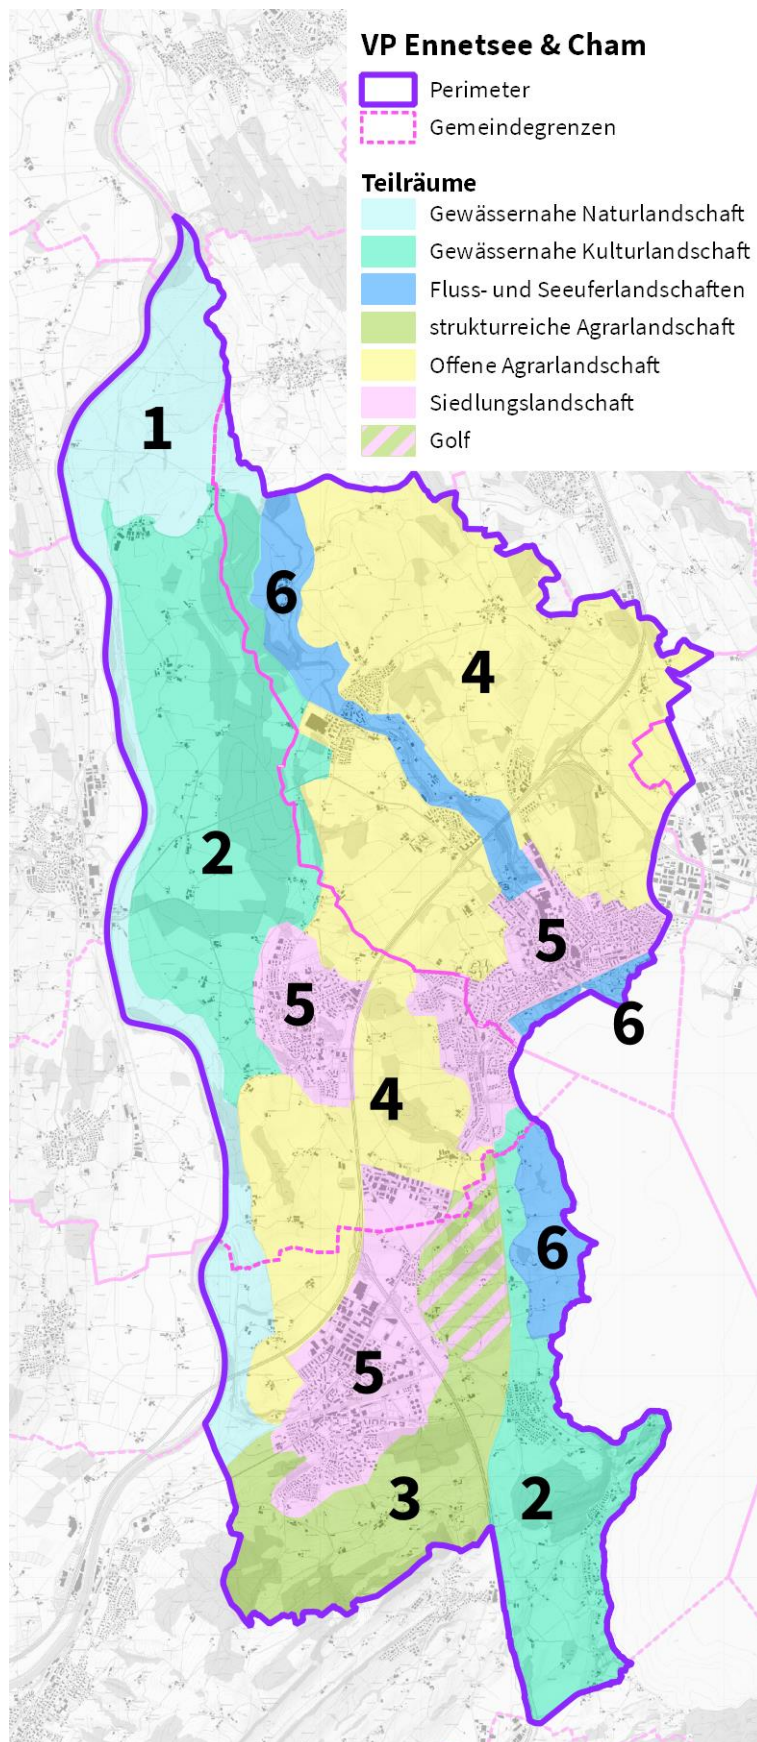 VP Ennetsee & Cham
Perimeter
Gemeindegrenzen
Teilräume
Gewässernahe Naturlandschaft
Gewässernahe Kulturlandschaft
Fluss- und Seeuferlandschaften
strukturreiche Agrarlandschaft
Offene Agrarlandschaft
Siedlungslandschaft
Golf
1
6
4
2
5
5
6
4
6
5
3
2